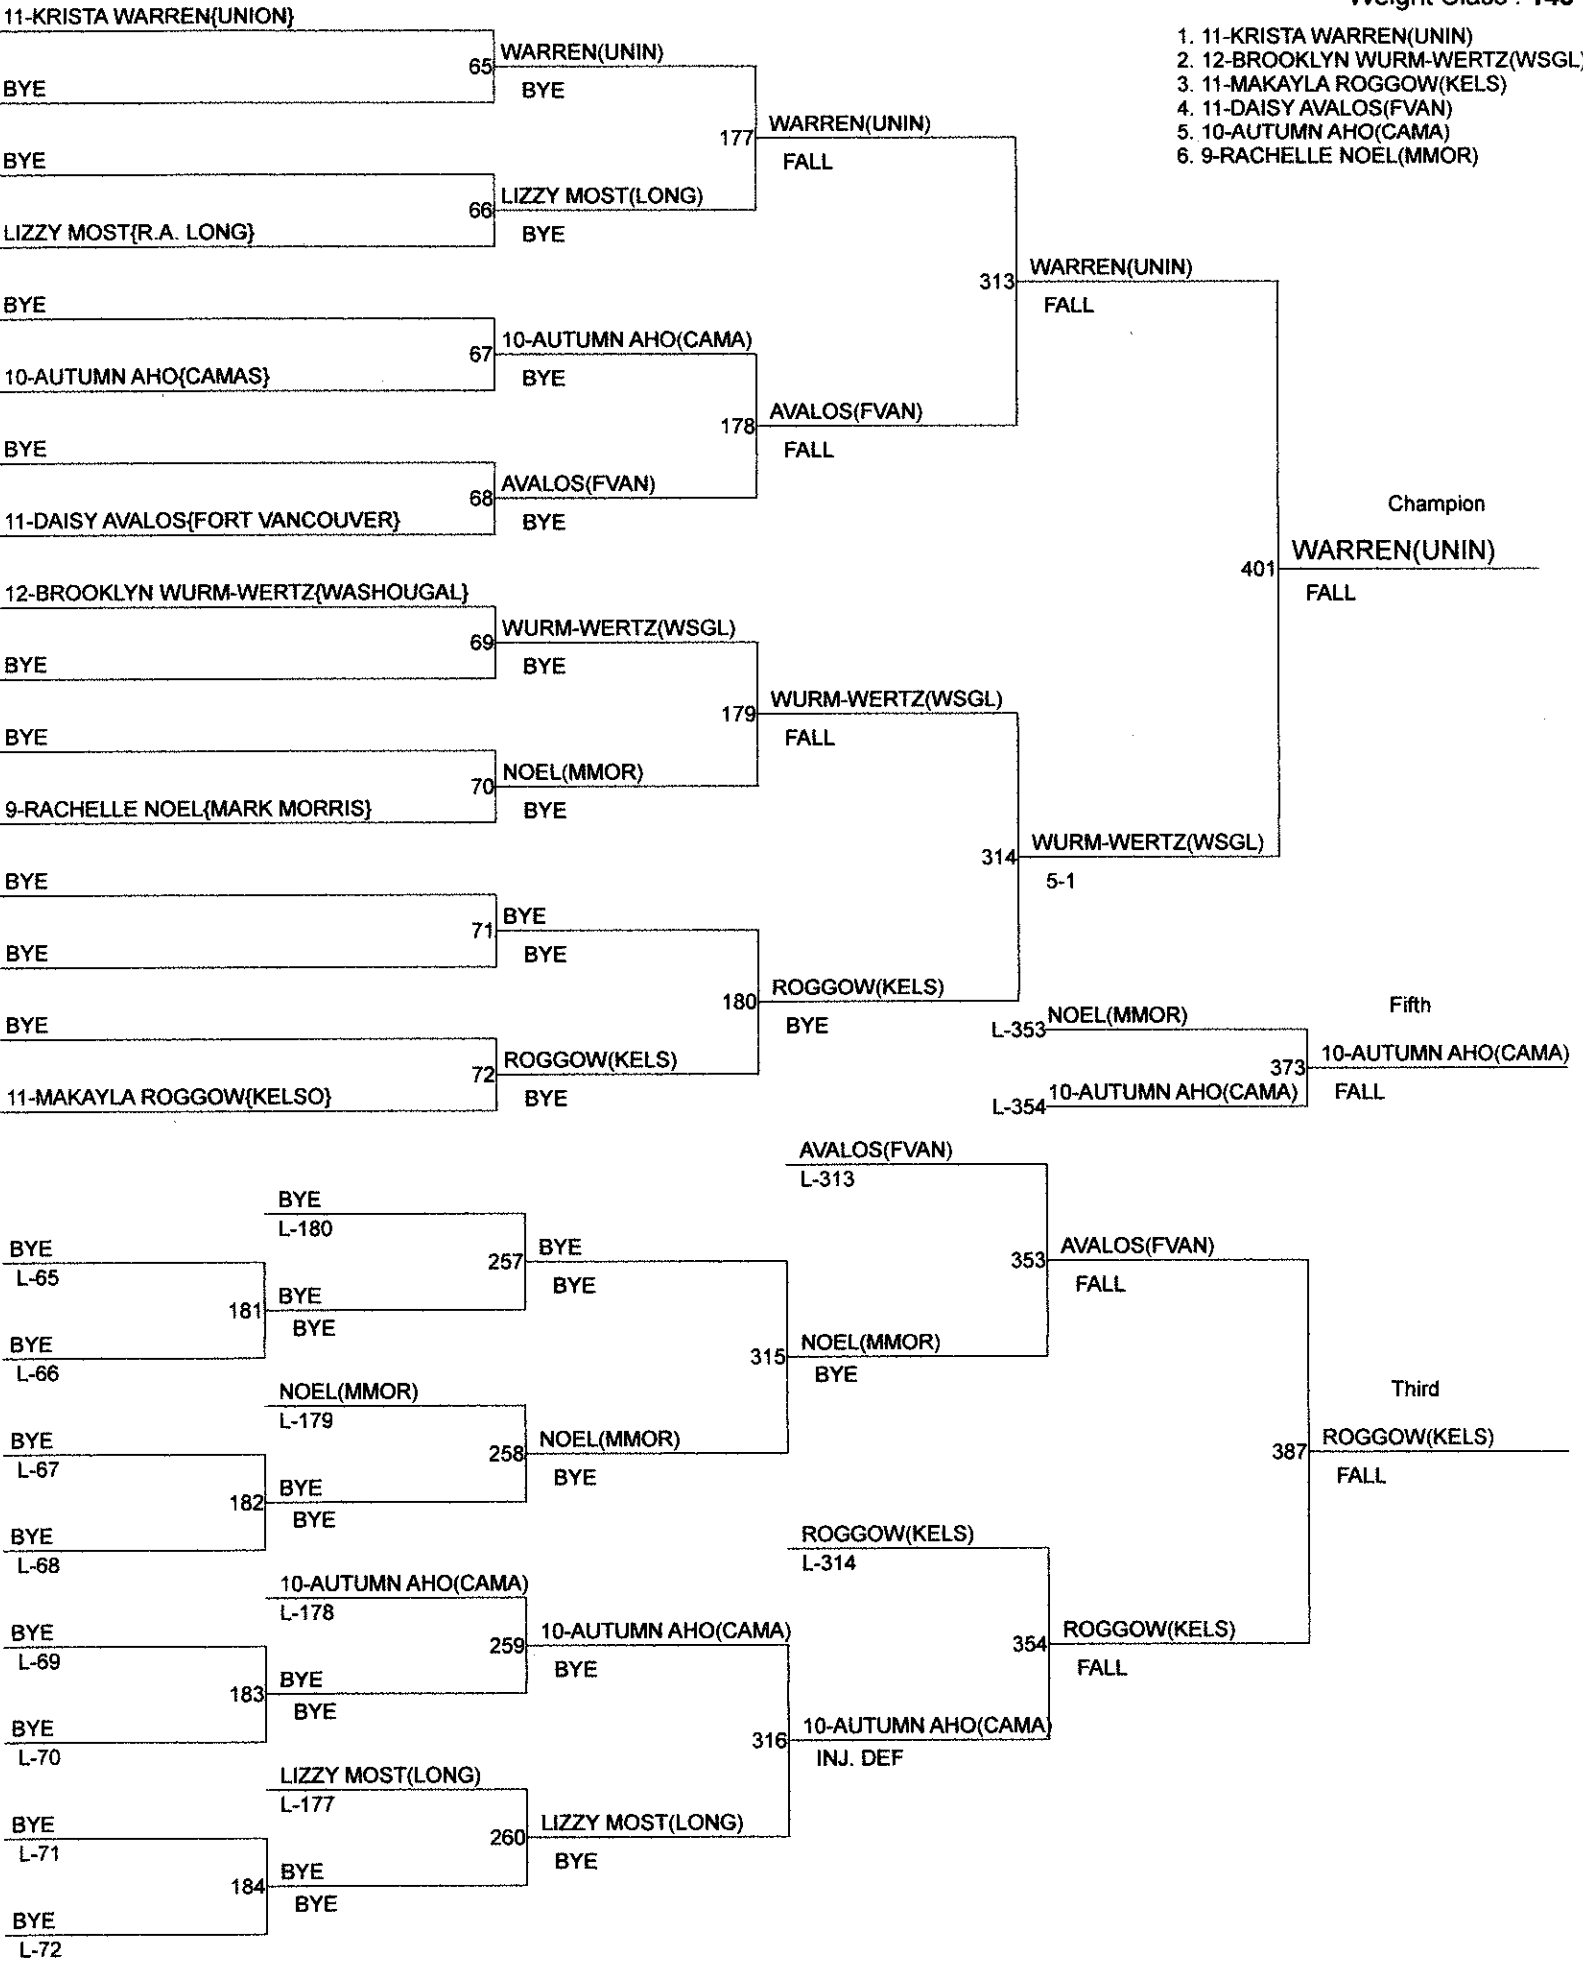 Weight Class :
1. 11-KRISTA WARREN(UNIN)
2. 12-BROOKLYN WURM-WERTZ(WSGL)
3. 11-MAKAYLA ROGGOW(KELS)
4. 11-DAISY AVALOS(FVAN)
5. 10-AUTUMN AHO(CAMA)
6. 9-RACHELLE NOEL(MMOR)
11-KRISTA WARREN{UNION}
65 WARREN(UNIN)
BYE
BYE
177 WARREN(UNIN)
FALL
BYE
66 LIZZY MOST(LONG)
BYE
LIZZY MOST{R.A. LONG}
313 WARREN(UNIN)
FALL
BYE
67 10-AUTUMN AHO(CAMA)
BYE
10-AUTUMN AHO{CAMAS}
178 AVALOS(FVAN)
FALL
BYE
68 AVALOS(FVAN)
BYE
11-DAISY AVALOS{FORT VANCOUVER}
Champion
401 WARREN(UNIN)
FALL
12-BROOKLYN WURM-WERTZ{WASHOUGAL}
69 WURM-WERTZ(WSGL)
BYE
BYE
179 WURM-WERTZ(WSGL)
FALL
BYE
70 NOEL(MMOR)
BYE
9-RACHELLE NOEL{MARK MORRIS}
314 WURM-WERTZ(WSGL)
5-1
BYE
71 BYE
BYE
BYE
180 ROGGOW(KELS)
BYE
BYE
72 ROGGOW(KELS)
BYE
11-MAKAYLA ROGGOW{KELSO}
Fifth
L-353 NOEL(MMOR)
373 10-AUTUMN AHO(CAMA)
FALL
L-354 10-AUTUMN AHO(CAMA)
AVALOS(FVAN)
L-313
BYE
L-180
BYE
L-65
257 BYE
BYE
353 AVALOS(FVAN)
FALL
181 BYE
BYE
BYE
L-66
315 NOEL(MMOR)
BYE
NOEL(MMOR)
L-179
Third
BYE
L-67
258 NOEL(MMOR)
BYE
387 ROGGOW(KELS)
FALL
182 BYE
BYE
BYE
L-68
ROGGOW(KELS)
L-314
10-AUTUMN AHO(CAMA)
L-178
BYE
L-69
259 10-AUTUMN AHO(CAMA)
BYE
354 ROGGOW(KELS)
FALL
183 BYE
BYE
BYE
L-70
316 10-AUTUMN AHO(CAMA)
INJ. DEF
LIZZY MOST(LONG)
L-177
BYE
L-71
260 LIZZY MOST(LONG)
BYE
184 BYE
BYE
BYE
L-72